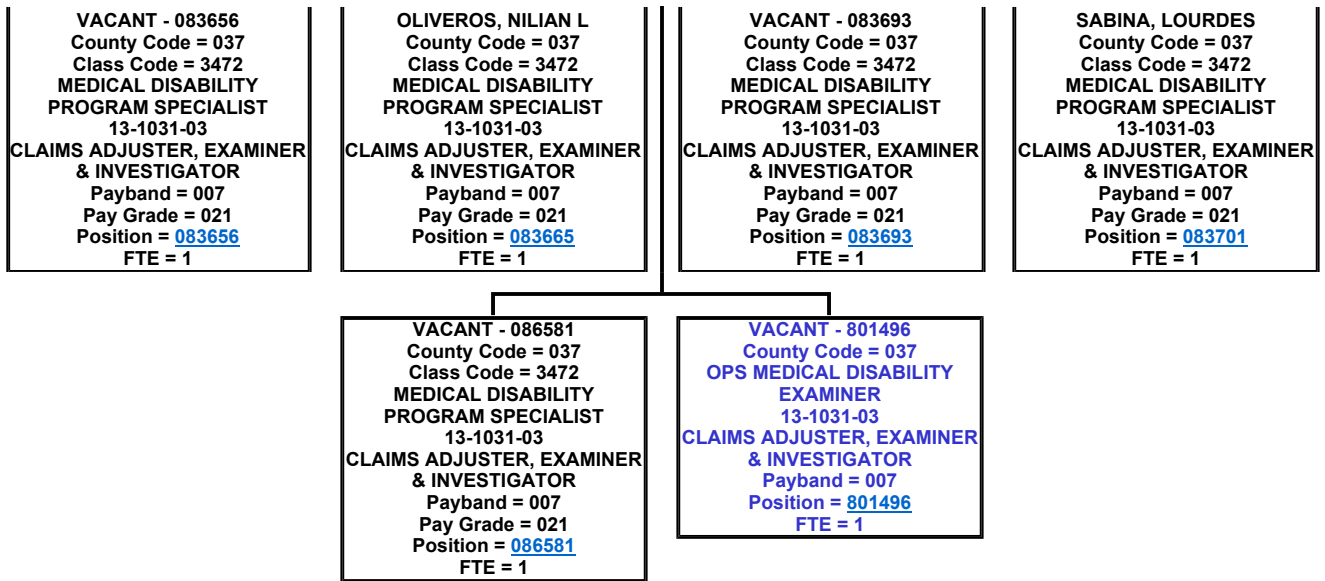 VACANT - 083656
County Code = 037
Class Code = 3472
MEDICAL DISABILITY
PROGRAM SPECIALIST
13-1031-03
CLAIMS ADJUSTER, EXAMINER
& INVESTIGATOR
Payband = 007
Pay Grade = 021
Position = 083656
FTE = 1
OLIVEROS, NILIAN L
County Code = 037
Class Code = 3472
MEDICAL DISABILITY
PROGRAM SPECIALIST
13-1031-03
CLAIMS ADJUSTER, EXAMINER
& INVESTIGATOR
Payband = 007
Pay Grade = 021
Position = 083665
FTE = 1
VACANT - 083693
County Code = 037
Class Code = 3472
MEDICAL DISABILITY
PROGRAM SPECIALIST
13-1031-03
CLAIMS ADJUSTER, EXAMINER
& INVESTIGATOR
Payband = 007
Pay Grade = 021
Position = 083693
FTE = 1
SABINA, LOURDES
County Code = 037
Class Code = 3472
MEDICAL DISABILITY
PROGRAM SPECIALIST
13-1031-03
CLAIMS ADJUSTER, EXAMINER
& INVESTIGATOR
Payband = 007
Pay Grade = 021
Position = 083701
FTE = 1
VACANT - 086581
County Code = 037
Class Code = 3472
MEDICAL DISABILITY
PROGRAM SPECIALIST
13-1031-03
CLAIMS ADJUSTER, EXAMINER
& INVESTIGATOR
Payband = 007
Pay Grade = 021
Position = 086581
FTE = 1
VACANT - 801496
County Code = 037
OPS MEDICAL DISABILITY
EXAMINER
13-1031-03
CLAIMS ADJUSTER, EXAMINER
& INVESTIGATOR
Payband = 007
Position = 801496
FTE = 1